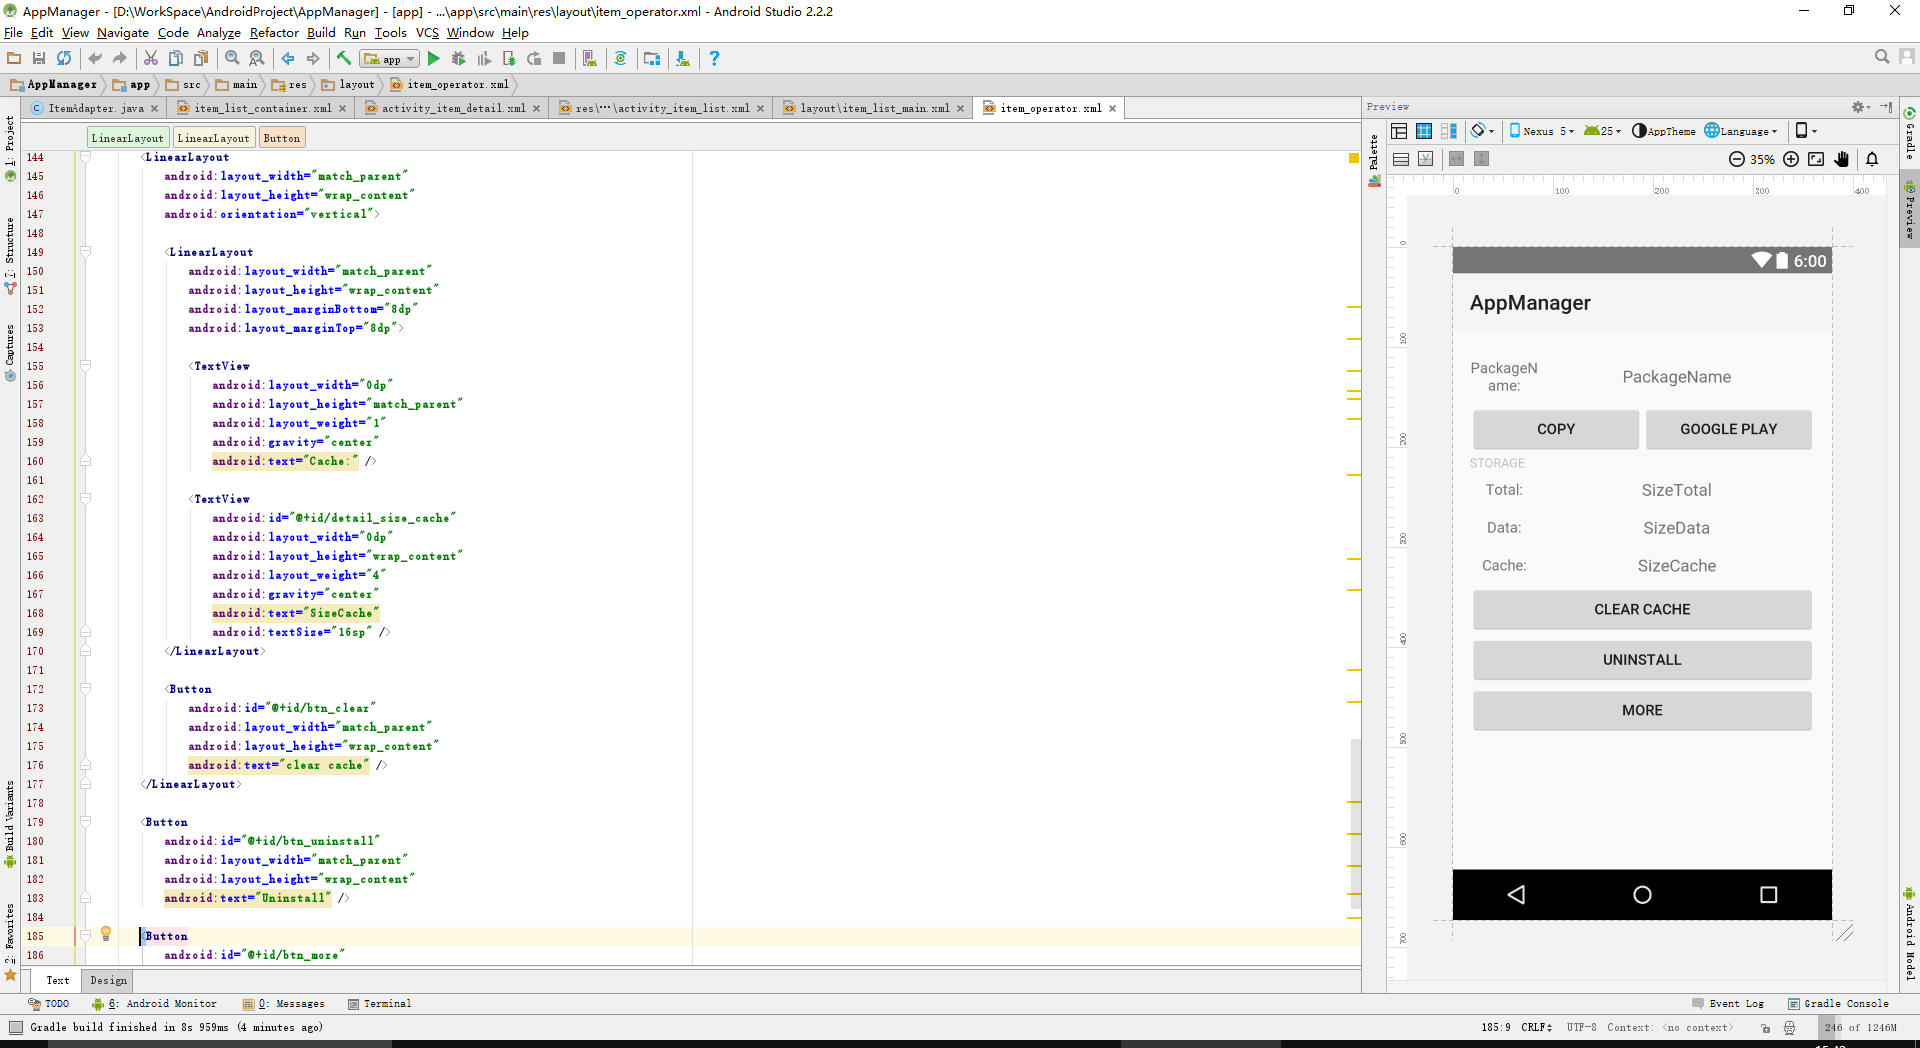 AppManager - [D:\WorkSpace\AndroidProject\AppManager] - [app] - ...\app\src\main\res\layout\item_operator.xml - Android Studio 2.2.2
File Edit View Navigate Code Analyze Refactor Build Run Tools VCS Window Help
app
AppManager app src main res layout item_operator.xml
ItemAdapter.java item_list_container.xml activity_item_detail.xml res\···\activity_item_list.xml layout\item_list_main.xml item_operator.xml
LinearLayout LinearLayout Button
144 <LinearLayout
145 android:layout_width="match_parent"
146 android:layout_height="wrap_content"
147 android:orientation="vertical">
148
149 <LinearLayout
150 android:layout_width="match_parent"
151 android:layout_height="wrap_content"
152 android:layout_marginBottom="8dp"
153 android:layout_marginTop="8dp">
154
155 <TextView
156 android:layout_width="0dp"
157 android:layout_height="match_parent"
158 android:layout_weight="1"
159 android:gravity="center"
160 android:text="Cache:" />
161
162 <TextView
163 android:id="@+id/detail_size_cache"
164 android:layout_width="0dp"
165 android:layout_height="wrap_content"
166 android:layout_weight="4"
167 android:gravity="center"
168 android:text="SizeCache"
169 android:textSize="16sp" />
170 </LinearLayout>
171
172 <Button
173 android:id="@+id/btn_clear"
174 android:layout_width="match_parent"
175 android:layout_height="wrap_content"
176 android:text="clear cache" />
177 </LinearLayout>
178
179 <Button
180 android:id="@+id/btn_uninstall"
181 android:layout_width="match_parent"
182 android:layout_height="wrap_content"
183 android:text="Uninstall" />
184
185 <Button
186 android:id="@+id/btn_more"
Text Design
1: Project
7: Structure
Captures
Build Variants
2: Favorites
Preview
Palette
Nexus 5 25 AppTheme Language
35%
0 100 200 300 400
0
100
200
300
400
500
600
700
6:00
AppManager
PackageN
ame:
PackageName
COPY GOOGLE PLAY
STORAGE
Total: SizeTotal
Data: SizeData
Cache: SizeCache
CLEAR CACHE
UNINSTALL
MORE
Gradle
Preview
Android Model
TODO 6: Android Monitor 0: Messages Terminal Event Log Gradle Console
Gradle build finished in 8s 959ms (4 minutes ago) 185:9 CRLF UTF-8 Context: <no context> 246 of 1246M